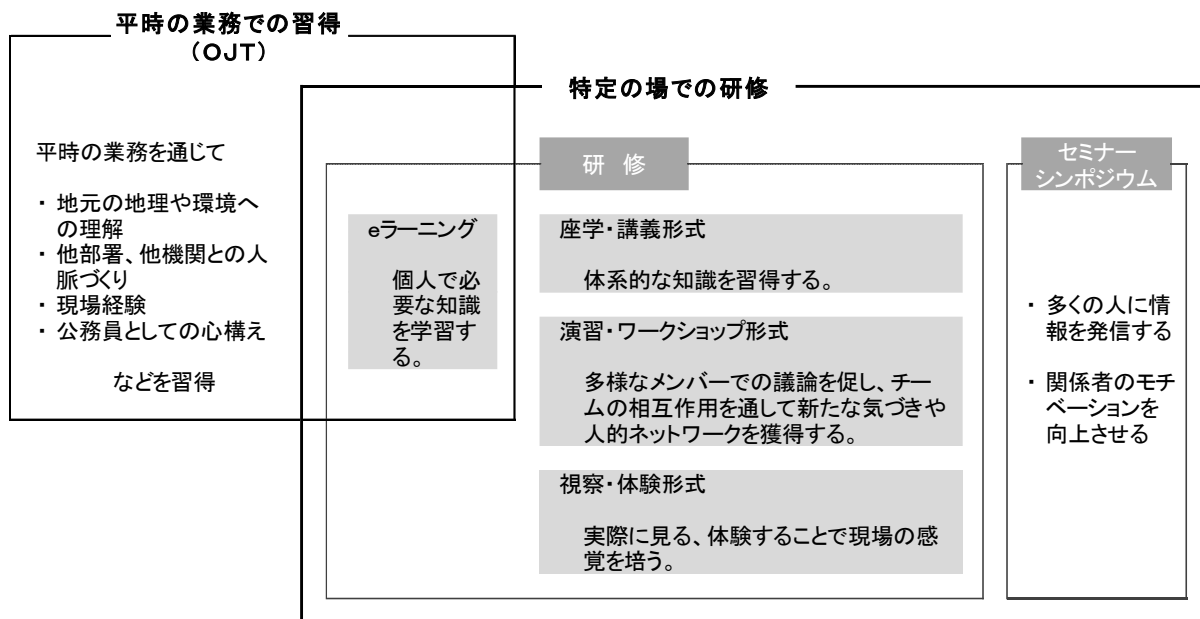 平時の業務での習得
(OJT)
平時の業務を通じて
・ 地元の地理や環境へ
の理解
・ 他部署、他機関との人
脈づくり
・ 現場経験
・ 公務員としての心構え
などを習得
特定の場での研修
研 修
eラーニング
個人で必
要な知識
を学習す
る。
座学・講義形式
体系的な知識を習得する。
演習・ワークショップ形式
多様なメンバーでの議論を促し、チー
ムの相互作用を通して新たな気づきや
人的ネットワークを獲得する。
視察・体験形式
実際に見る、体験することで現場の感
覚を培う。
セミナー
シンポジウム
・ 多くの人に情
報を発信する
・ 関係者のモチ
ベーションを
向上させる